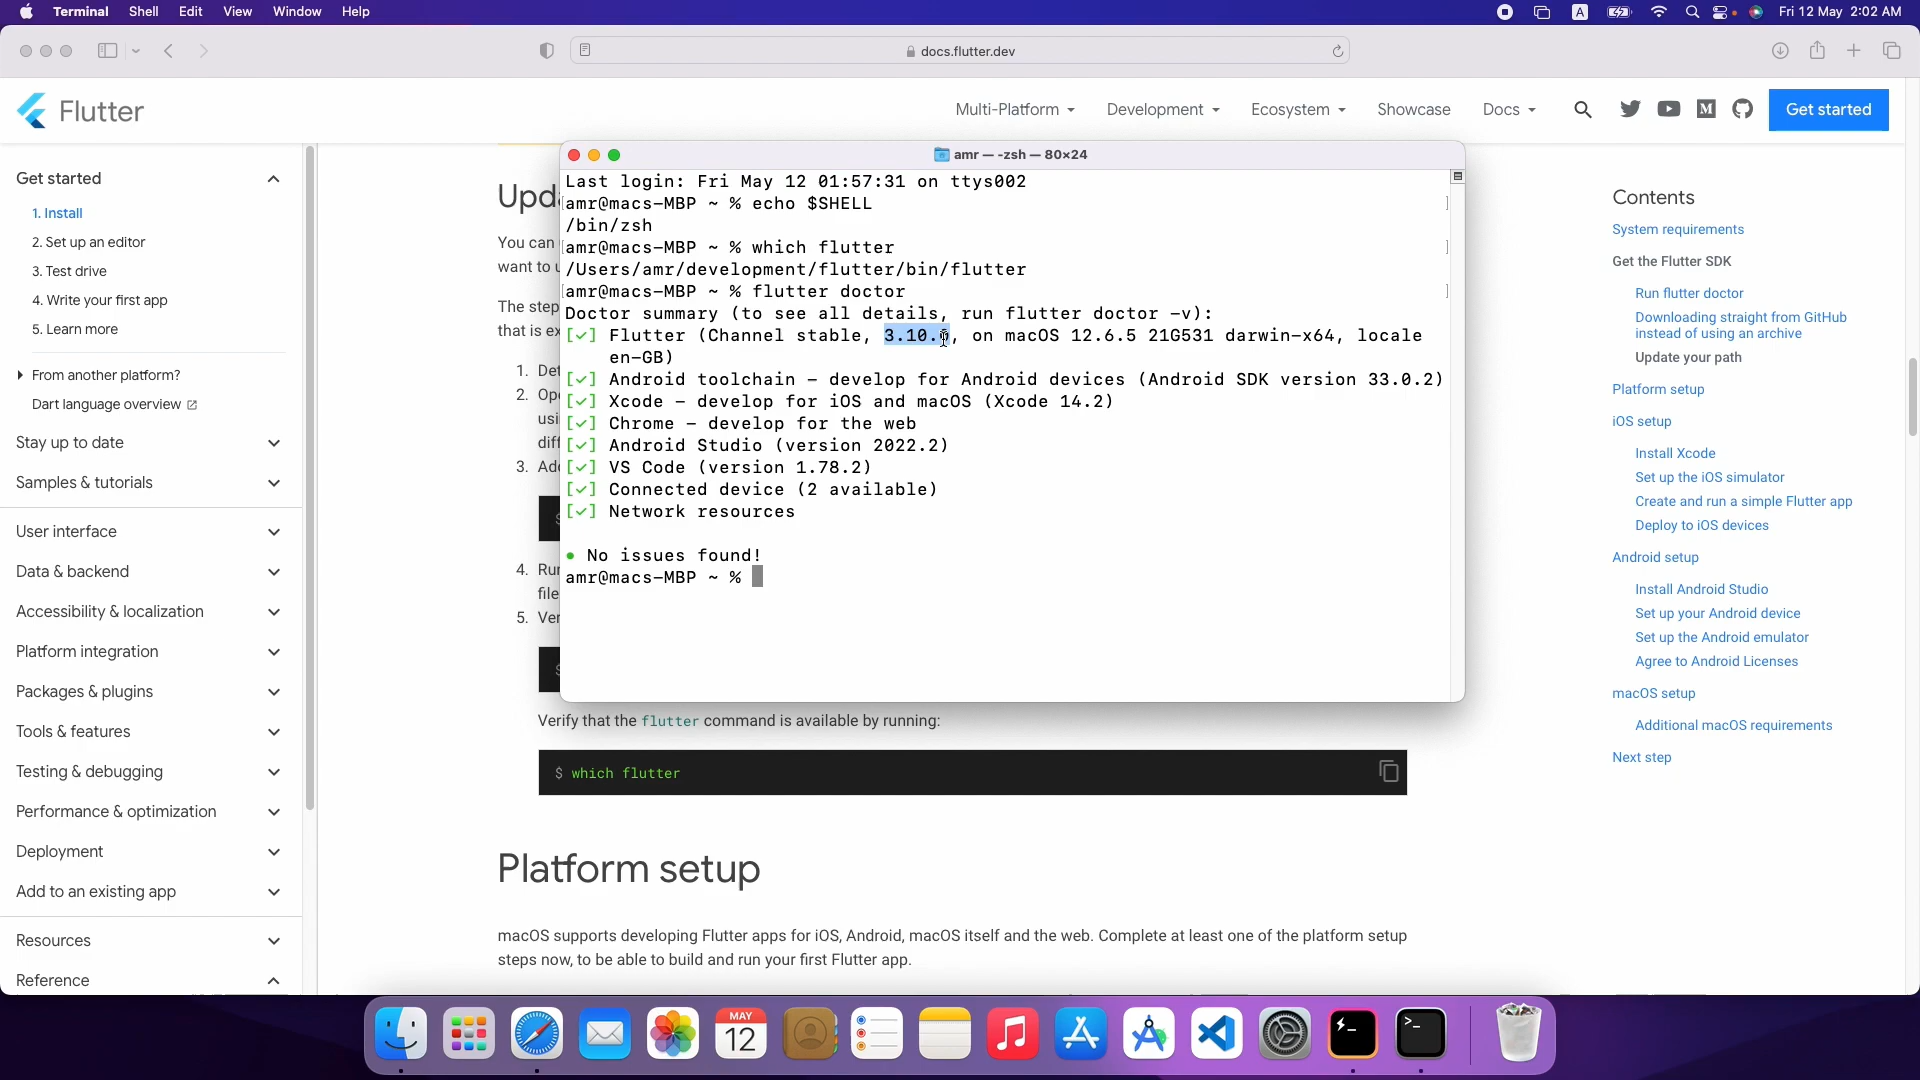 Terminal Shell Edit View Window Help
A
Fri 12 May 2:02 AM
docs.flutter.dev
Flutter
Multi-Platform Development Ecosystem Showcase Docs
M
Get started
Get started
1. Install
2. Set up an editor
3. Test drive
4. Write your first app
5. Learn more
From another platform?
Dart language overview
Stay up to date
Samples & tutorials
User interface
Data & backend
Accessibility & localization
Platform integration
Packages & plugins
Tools & features
Testing & debugging
Performance & optimization
Deployment
Add to an existing app
Resources
Reference
You can
want to
that is
1.
2.
3.
4.
file
5.
amr — -zsh — 80×24
Last login: Fri May 12 01:57:31 on ttys002
[amr@macs-MBP ~ % echo $SHELL ]
/bin/zsh
[amr@macs-MBP ~ % which flutter ]
/Users/amr/development/flutter/bin/flutter
[amr@macs-MBP ~ % flutter doctor ]
Doctor summary (to see all details, run flutter doctor -v):
[✓] Flutter (Channel stable, 3.10. , on macOS 12.6.5 21G531 darwin-x64, locale
en-GB)
[✓] Android toolchain - develop for Android devices (Android SDK version 33.0.2)
[✓] Xcode - develop for iOS and macOS (Xcode 14.2)
[✓] Chrome - develop for the web
[✓] Android Studio (version 2022.2)
[✓] VS Code (version 1.78.2)
[✓] Connected device (2 available)
[✓] Network resources
• No issues found!
amr@macs-MBP ~ %
Verify that the flutter command is available by running:
$ which flutter
Platform setup
macOS supports developing Flutter apps for iOS, Android, macOS itself and the web. Complete at least one of the platform setup
steps now, to be able to build and run your first Flutter app.
Contents
System requirements
Get the Flutter SDK
Run flutter doctor
Downloading straight from GitHub
instead of using an archive
Update your path
Platform setup
iOS setup
Install Xcode
Set up the iOS simulator
Create and run a simple Flutter app
Deploy to iOS devices
Android setup
Install Android Studio
Set up your Android device
Set up the Android emulator
Agree to Android Licenses
macOS setup
Additional macOS requirements
Next step
MAY
12